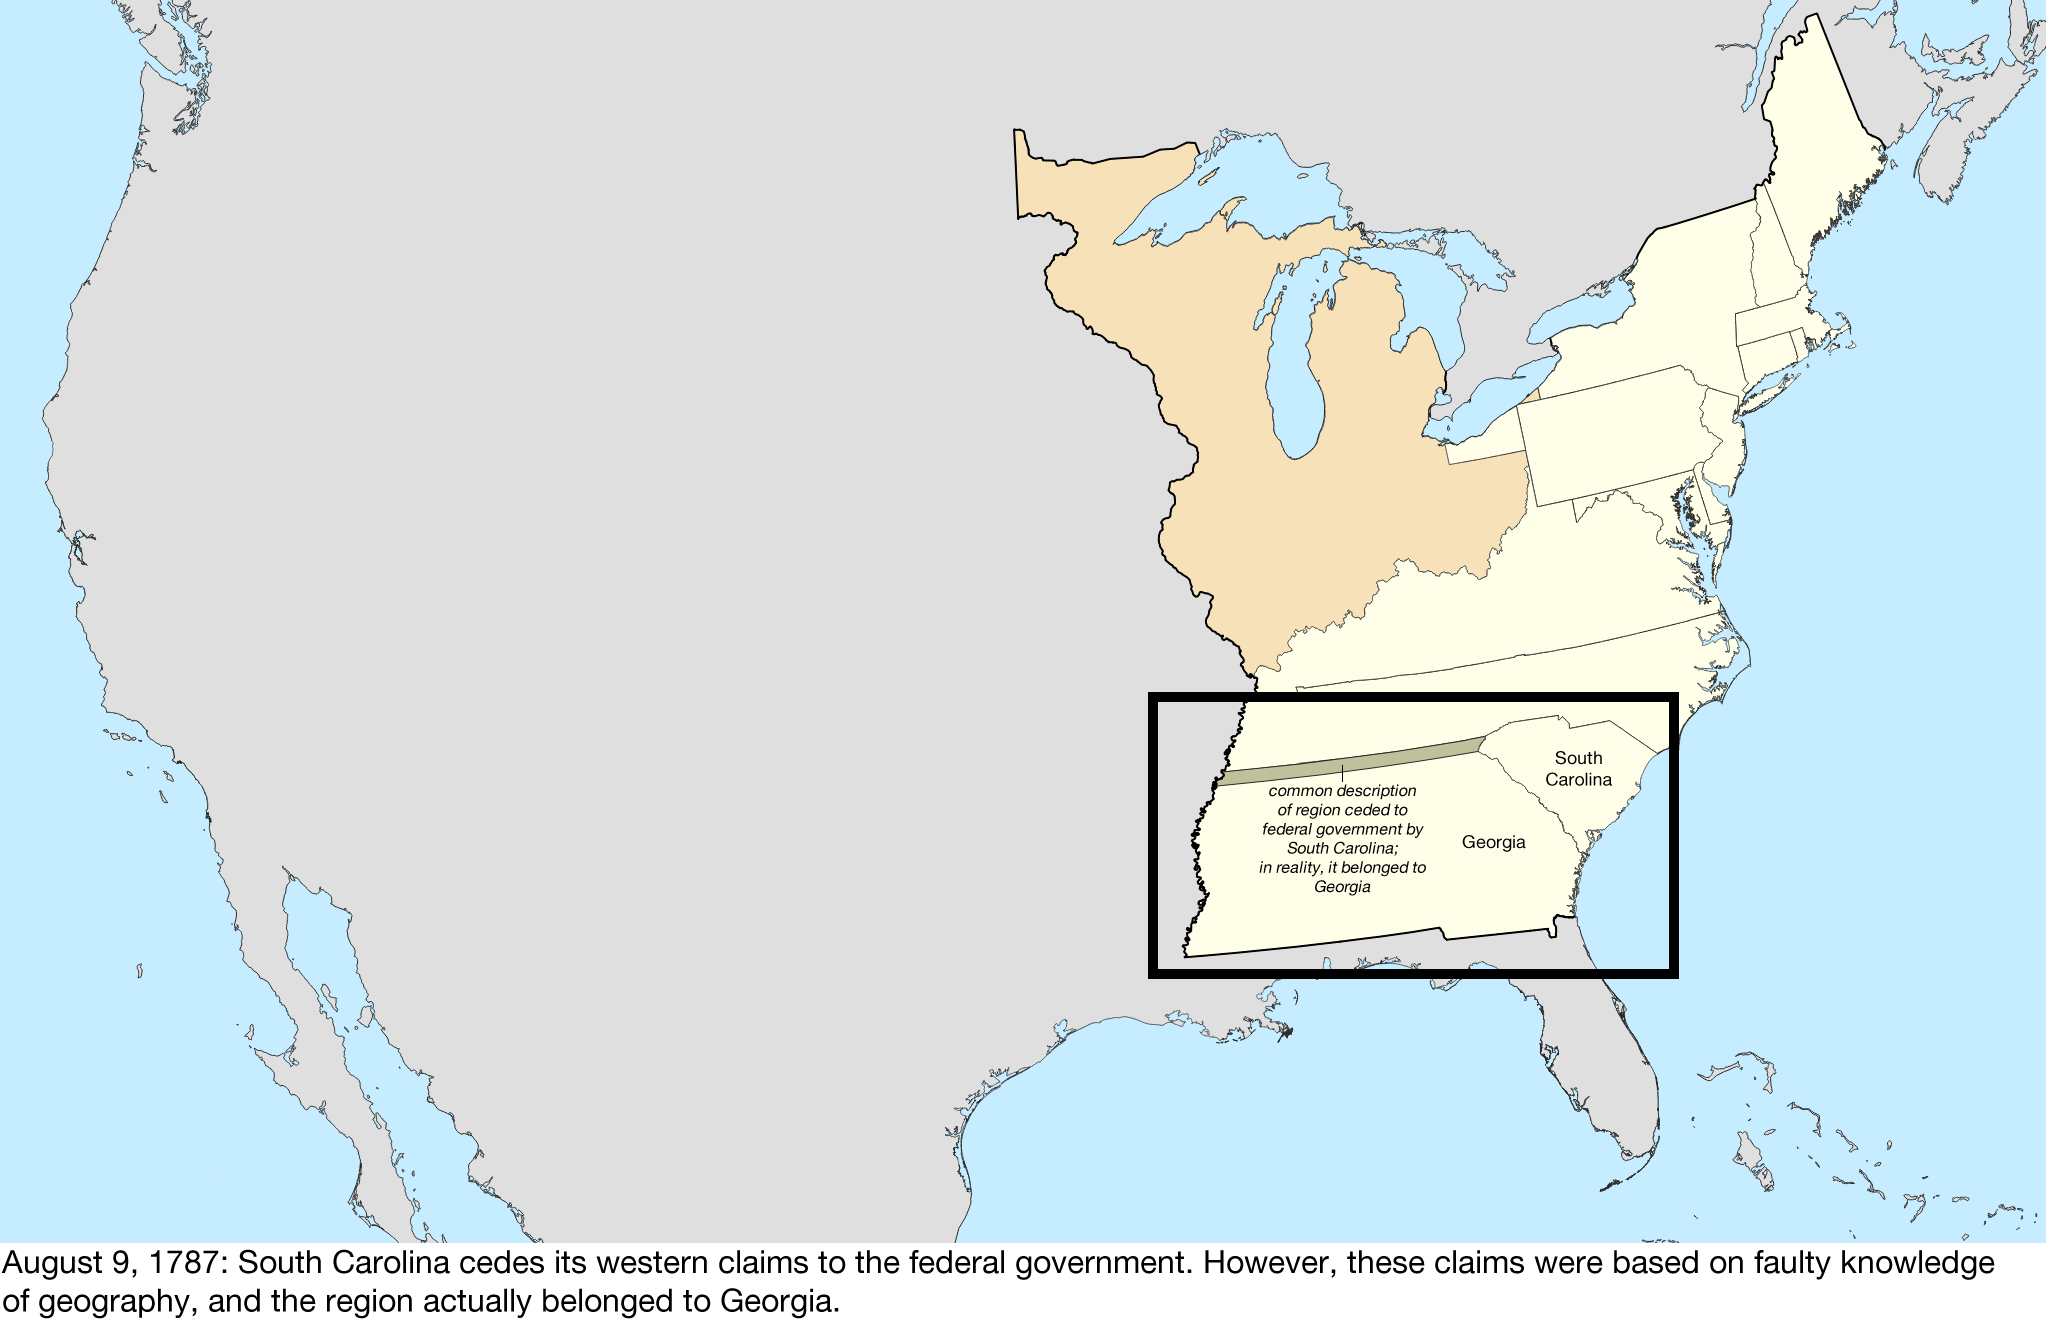 South
Carolina
common description
of region ceded to
federal government by
South Carolina;
in reality, it belonged to
Georgia
Georgia
August 9, 1787: South Carolina cedes its western claims to the federal government. However, these claims were based on faulty knowledge
of geography, and the region actually belonged to Georgia.